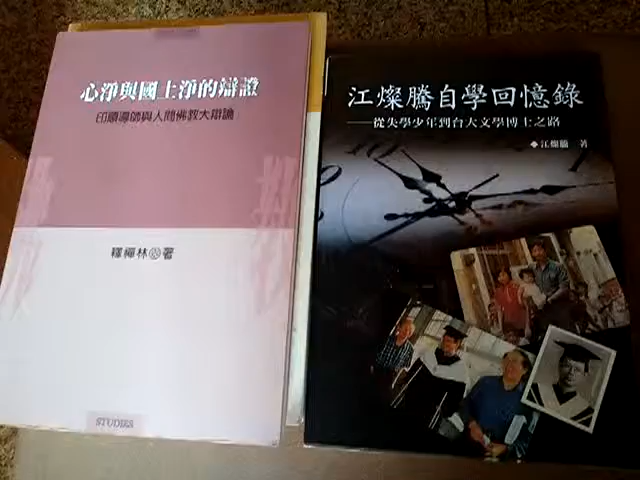 心淨與國土淨的辯證
印順導師與人間佛教大辯論
釋禪林◎著
STUDIES
江燦騰自學回憶錄
——從失學少年到台大文學博士之路
◆江燦騰 著